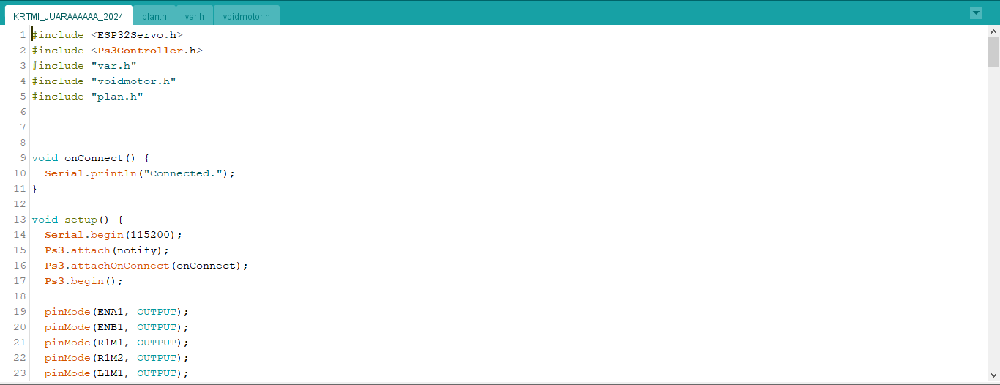 KRTMI_JUARAAAAAA_2024 plan.h var.h voidmotor.h
1 #include <ESP32Servo.h>
2 #include <Ps3Controller.h>
3 #include "var.h"
4 #include "voidmotor.h"
5 #include "plan.h"
6
7
8
9 void onConnect() {
10 Serial.println("Connected.");
11 }
12
13 void setup() {
14 Serial.begin(115200);
15 Ps3.attach(notify);
16 Ps3.attachOnConnect(onConnect);
17 Ps3.begin();
18
19 pinMode(ENA1, OUTPUT);
20 pinMode(ENB1, OUTPUT);
21 pinMode(R1M1, OUTPUT);
22 pinMode(R1M2, OUTPUT);
23 pinMode(L1M1, OUTPUT);